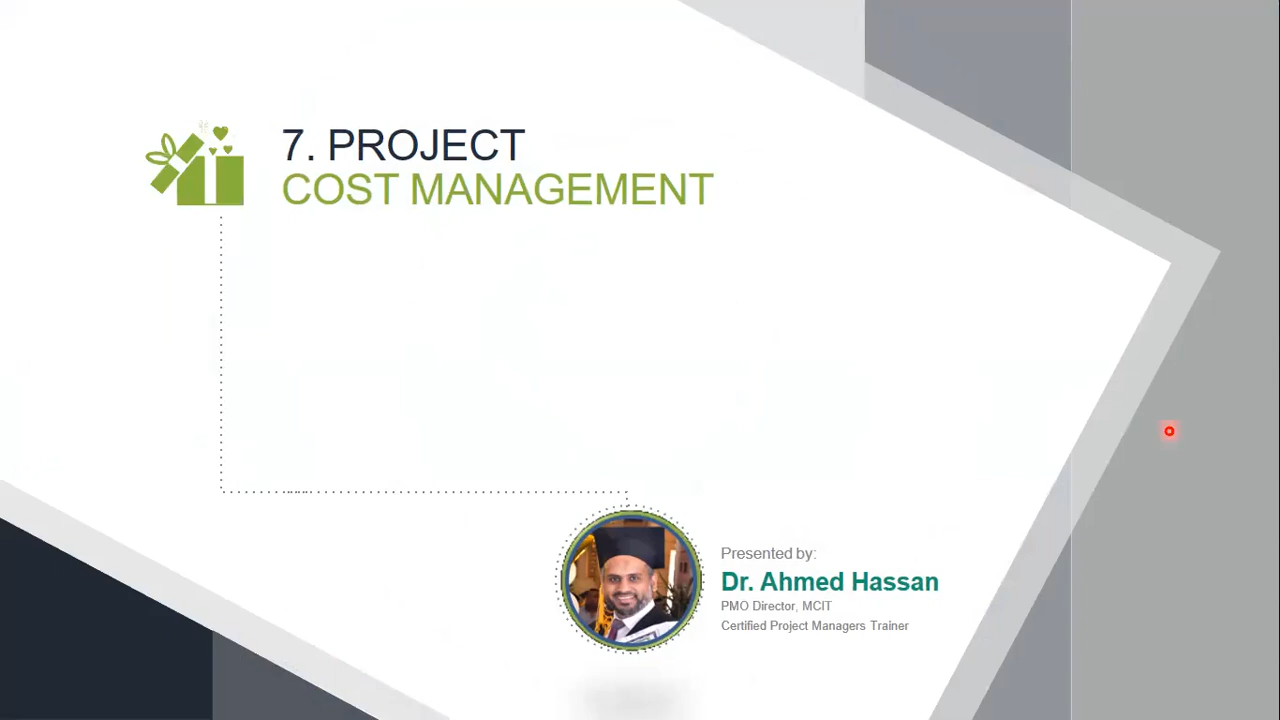 7. PROJECT
COST MANAGEMENT
Presented by:
Dr. Ahmed Hassan
PMO Director, MCIT
Certified Project Managers Trainer